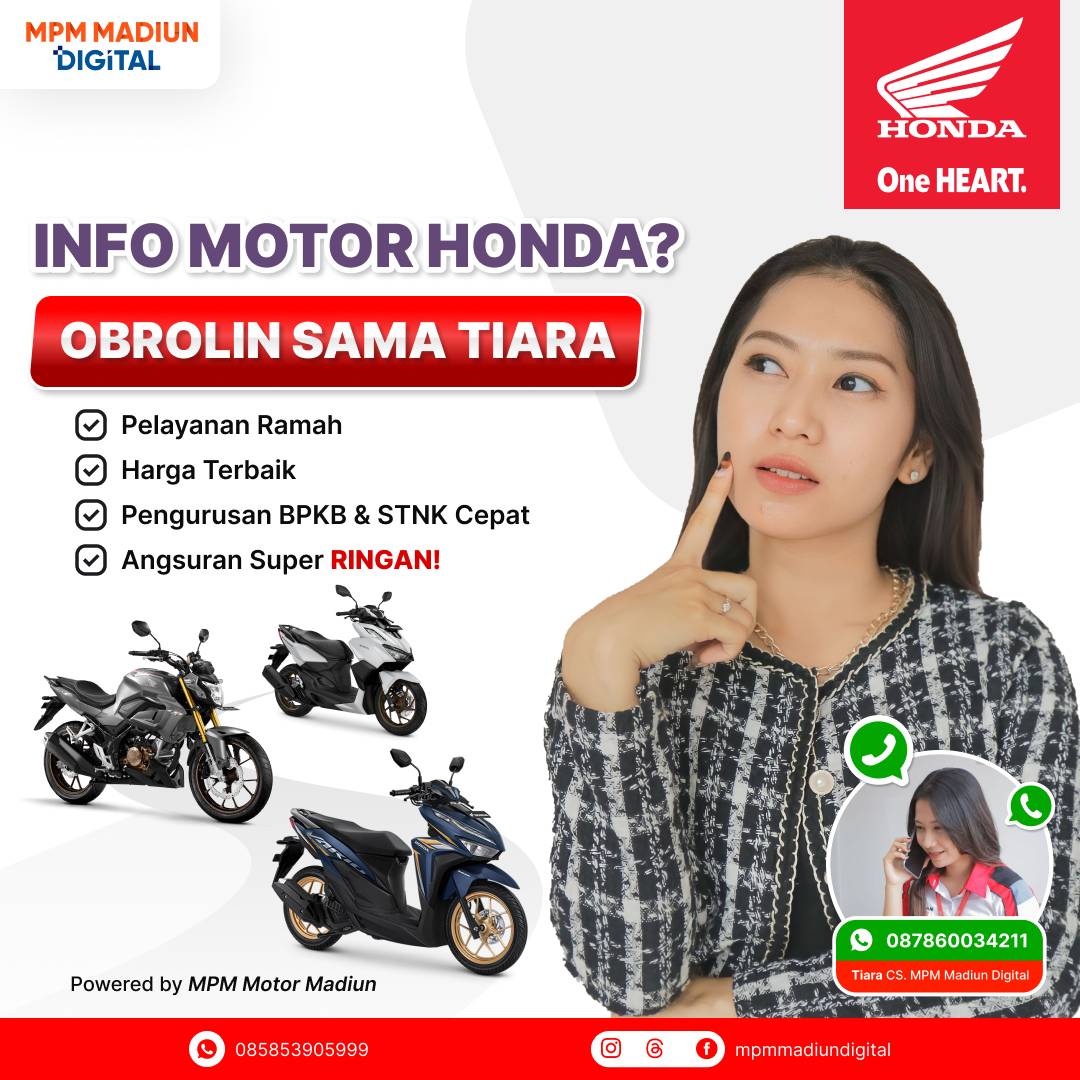 MPM MADIUN
DIGITAL
HONDA
One HEART.
INFO MOTOR HONDA?
OBROLIN SAMA TIARA
Pelayanan Ramah
Harga Terbaik
Pengurusan BPKB & STNK Cepat
Angsuran Super RINGAN!
087860034211
Tiara CS. MPM Madiun Digital
Powered by MPM Motor Madiun
085853905999
mpmmadiundigital